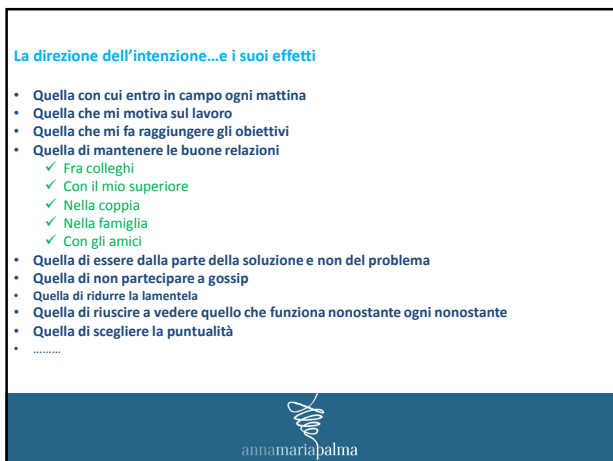 La direzione dell'intenzione...e i suoi effetti
• Quella con cui entro in campo ogni mattina
• Quella che mi motiva sul lavoro
• Quella che mi fa raggiungere gli obiettivi
• Quella di mantenere le buone relazioni
✓ Fra colleghi
✓ Con il mio superiore
✓ Nella coppia
✓ Nella famiglia
✓ Con gli amici
• Quella di essere dalla parte della soluzione e non del problema
• Quella di non partecipare a gossip
• Quella di ridurre la lamentela
• Quella di riuscire a vedere quello che funziona nonostante ogni nonostante
• Quella di scegliere la puntualità
• .........
annamariapalma